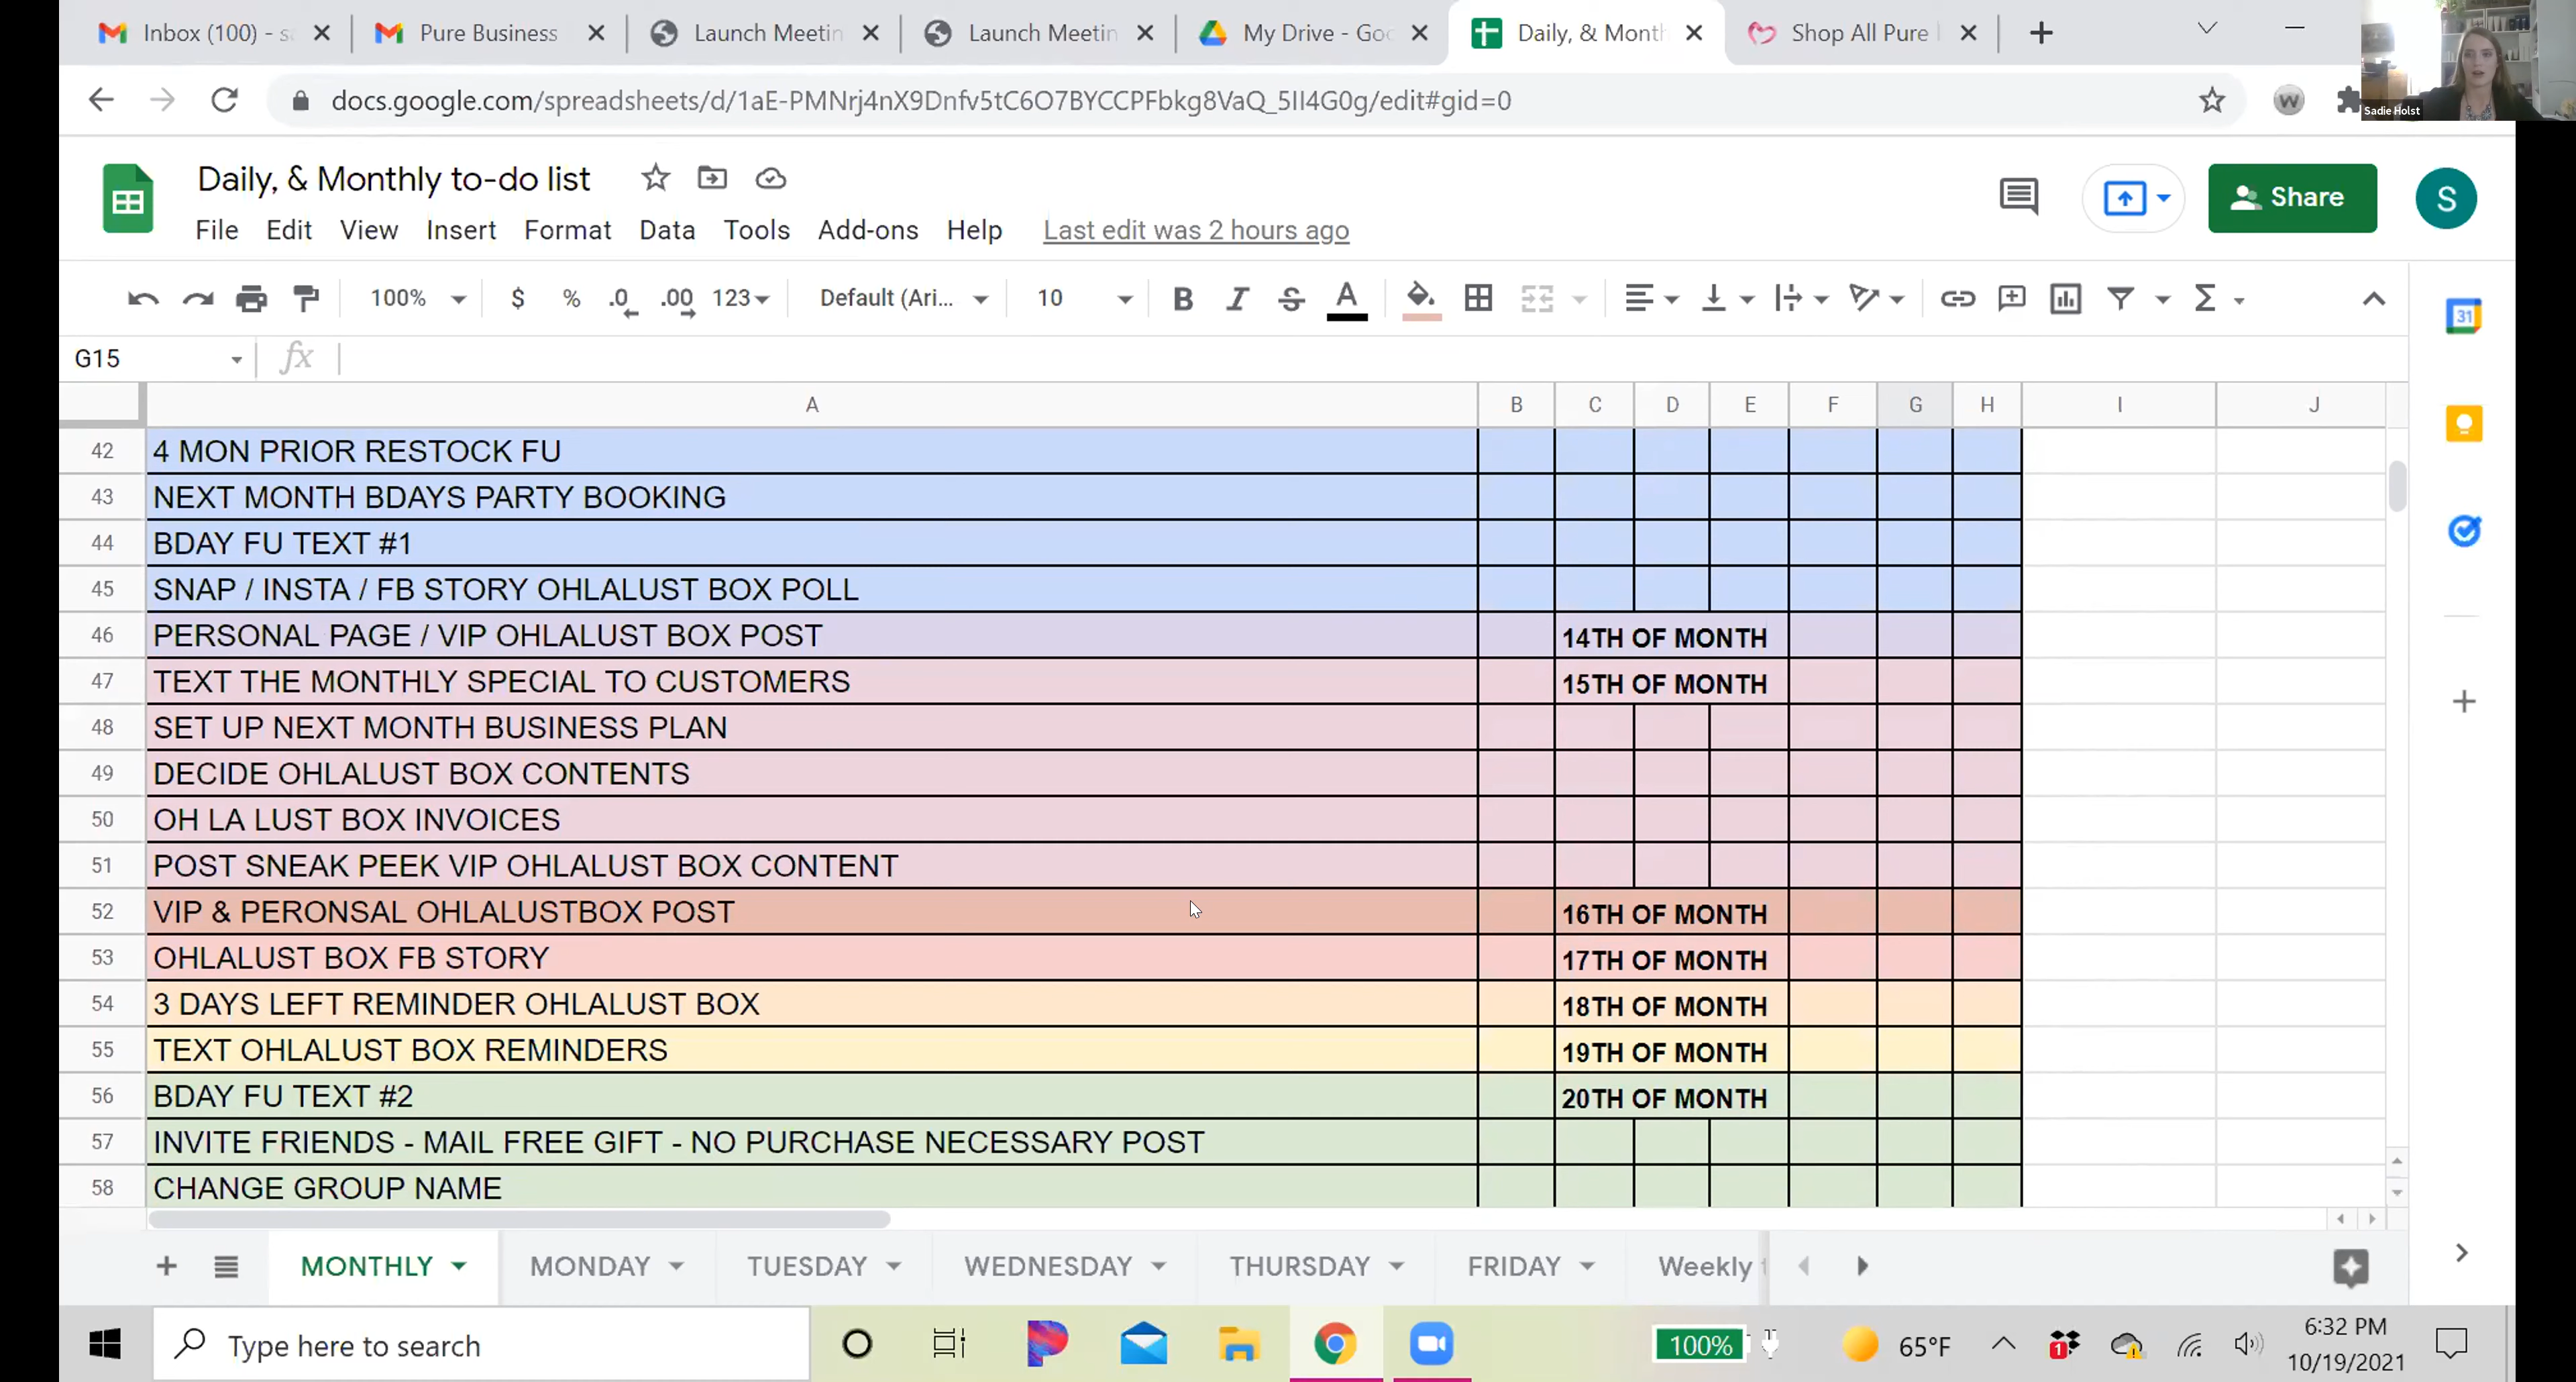 Inbox (100) - s
Pure Business
Launch Meetin
Launch Meetin
My Drive - Goo
Daily, & Month
Shop All Pure
docs.google.com/spreadsheets/d/1aE-PMNrj4nX9Dnfv5tC6O7BYCCPFbkg8VaQ_5II4G0g/edit#gid=0
W
Sadie Holst
Daily, & Monthly to-do list
File Edit View Insert Format Data Tools Add-ons Help Last edit was 2 hours ago
Share
S
100% $ % .0 .00 123 Default (Ari... 10 B I S A Σ
31
G15 fx
A B C D E F G H I J
42 4 MON PRIOR RESTOCK FU
43 NEXT MONTH BDAYS PARTY BOOKING
44 BDAY FU TEXT #1
45 SNAP / INSTA / FB STORY OHLALUST BOX POLL
46 PERSONAL PAGE / VIP OHLALUST BOX POST 14TH OF MONTH
47 TEXT THE MONTHLY SPECIAL TO CUSTOMERS 15TH OF MONTH
48 SET UP NEXT MONTH BUSINESS PLAN
49 DECIDE OHLALUST BOX CONTENTS
50 OH LA LUST BOX INVOICES
51 POST SNEAK PEEK VIP OHLALUST BOX CONTENT
52 VIP & PERONSAL OHLALUSTBOX POST 16TH OF MONTH
53 OHLALUST BOX FB STORY 17TH OF MONTH
54 3 DAYS LEFT REMINDER OHLALUST BOX 18TH OF MONTH
55 TEXT OHLALUST BOX REMINDERS 19TH OF MONTH
56 BDAY FU TEXT #2 20TH OF MONTH
57 INVITE FRIENDS - MAIL FREE GIFT - NO PURCHASE NECESSARY POST
58 CHANGE GROUP NAME
MONTHLY MONDAY TUESDAY WEDNESDAY THURSDAY FRIDAY Weekly
Type here to search
100%
65°F
1
6:32 PM
10/19/2021